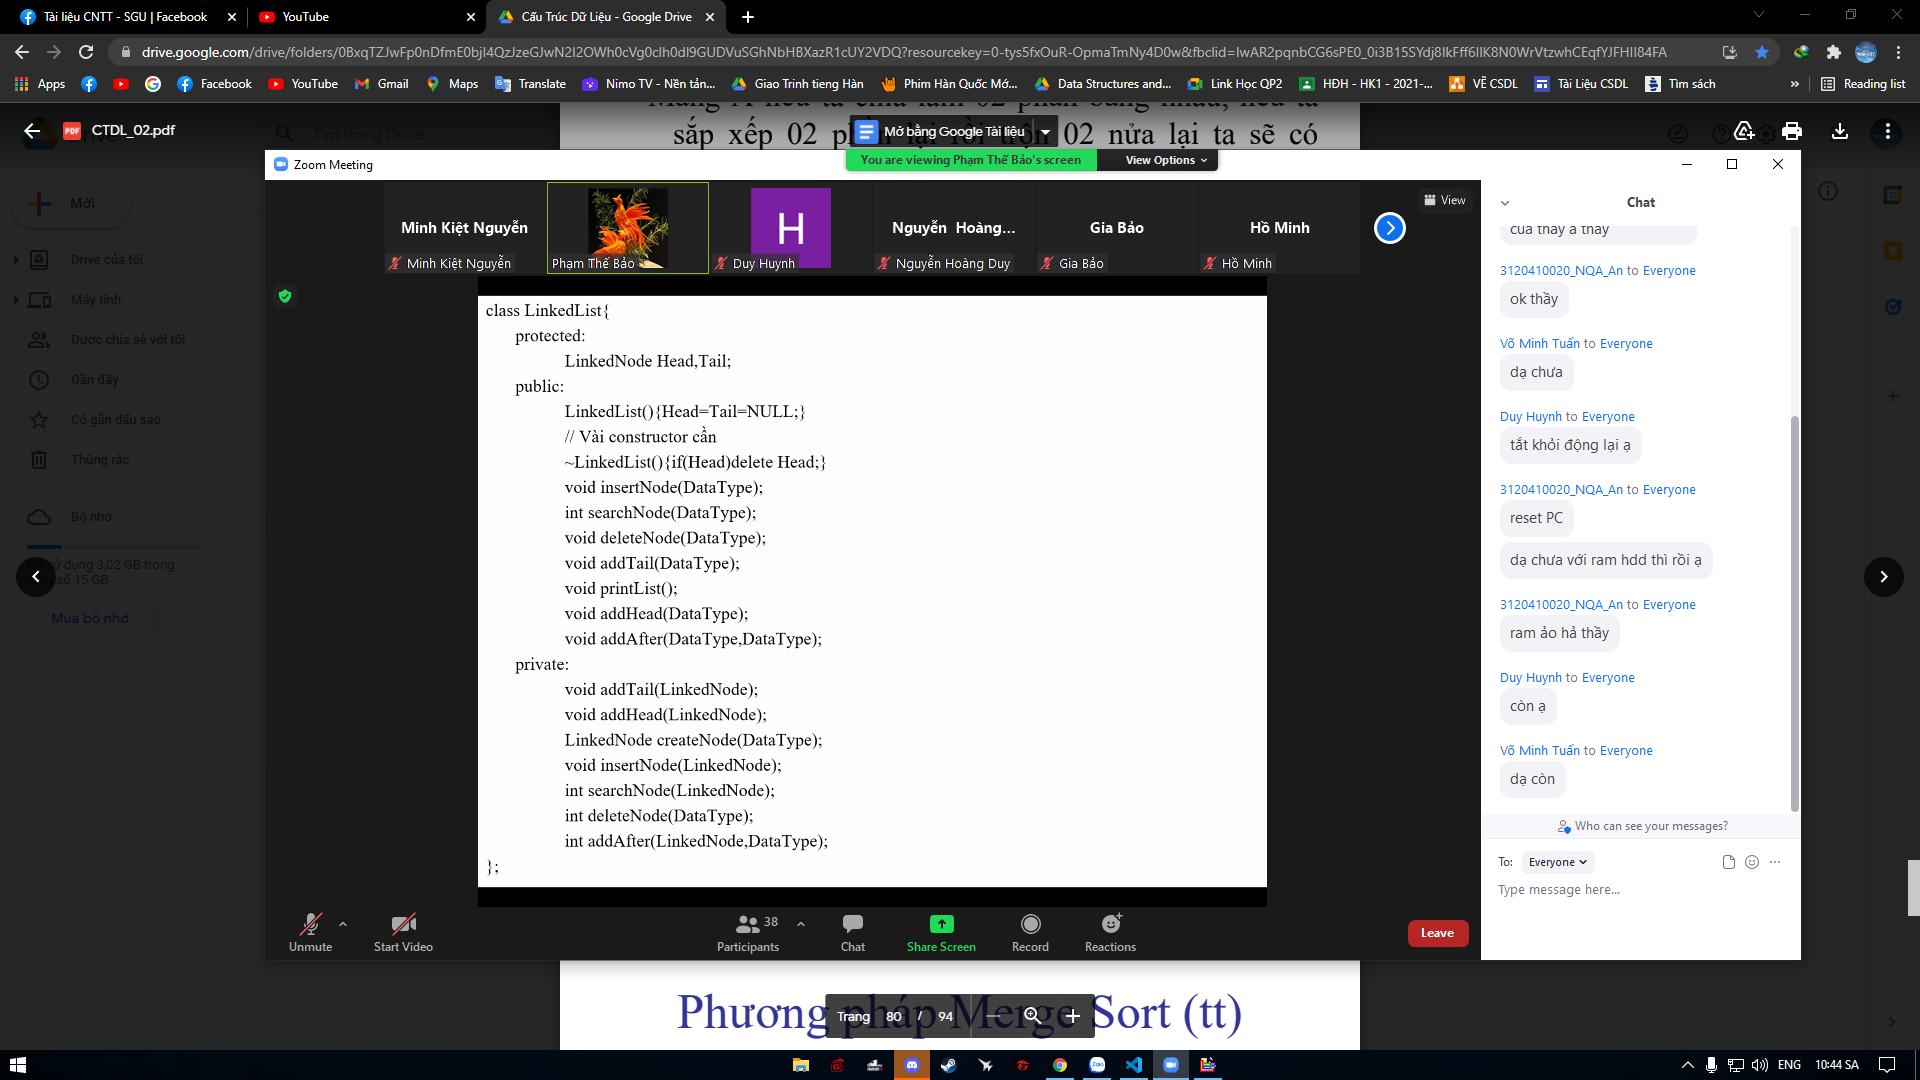 Tài liệu CNTT - SGU | Facebook
YouTube
Cấu Trúc Dữ Liệu - Google Drive
drive.google.com/drive/folders/0BxqTZJwFp0nDfmE0bjI4QzJzeGJwN2I2OWh0cVg0clh0dI9GUDVuSGhNbHBXazR1cUY2VDQ?resourcekey=0-tys5fxOuR-OpmaTmNy4D0w&fbclid=IwAR2pqnbCG6sPE0_0i3B15SYdj8IkFff6IlK8N0WrVtzwhCEqfYJFHII84FA
Apps
Facebook
YouTube
Gmail
Maps
Translate
Nimo TV - Nền tản...
Giao Trinh tieng Hàn
Phim Hàn Quốc Mớ...
Data Structures and...
Link Học QP2
HĐH - HK1 - 2021-...
VẼ CSDL
Tài Liệu CSDL
Tìm sách
»
Reading list
CTDL_02.pdf
Tìm trong Drive
Mở bằng Google Tài liệu
sắp xếp 02 phần lại rồi trộn 02 nửa lại ta sẽ có
Zoom Meeting
You are viewing Phạm Thế Bảo's screen
View Options
Mới
Drive của tôi
Máy tính
Được chia sẻ với tôi
Gần đây
Có gắn dấu sao
Thùng rác
Bộ nhớ
sử dụng 3,02 GB trong
số 15 GB
Mua bộ nhớ
Minh Kiệt Nguyễn
Minh Kiệt Nguyễn
Phạm Thế Bảo
H
Duy Huynh
Nguyễn Hoàng...
Nguyễn Hoàng Duy
Gia Bảo
Gia Bảo
Hồ Minh
Hồ Minh
View
class LinkedList{
protected:
LinkedNode Head,Tail;
public:
LinkedList(){Head=Tail=NULL;}
// Vài constructor cần
~LinkedList(){if(Head)delete Head;}
void insertNode(DataType);
int searchNode(DataType);
void deleteNode(DataType);
void addTail(DataType);
void printList();
void addHead(DataType);
void addAfter(DataType,DataType);
private:
void addTail(LinkedNode);
void addHead(LinkedNode);
LinkedNode createNode(DataType);
void insertNode(LinkedNode);
int searchNode(LinkedNode);
int deleteNode(DataType);
int addAfter(LinkedNode,DataType);
};
Chat
của thầy á thầy
3120410020_NQA_An to Everyone
ok thầy
Võ Minh Tuấn to Everyone
dạ chưa
Duy Huynh to Everyone
tắt khỏi động lại ạ
3120410020_NQA_An to Everyone
reset PC
dạ chưa với ram hdd thì rồi ạ
3120410020_NQA_An to Everyone
ram ảo hả thầy
Duy Huynh to Everyone
còn ạ
Võ Minh Tuấn to Everyone
dạ còn
Who can see your messages?
To: Everyone
Type message here...
Unmute
Start Video
38
Participants
Chat
Share Screen
Record
Reactions
Leave
Phương pháp Merge Sort (tt)
Trang 80 / 94
ENG
10:44 SA